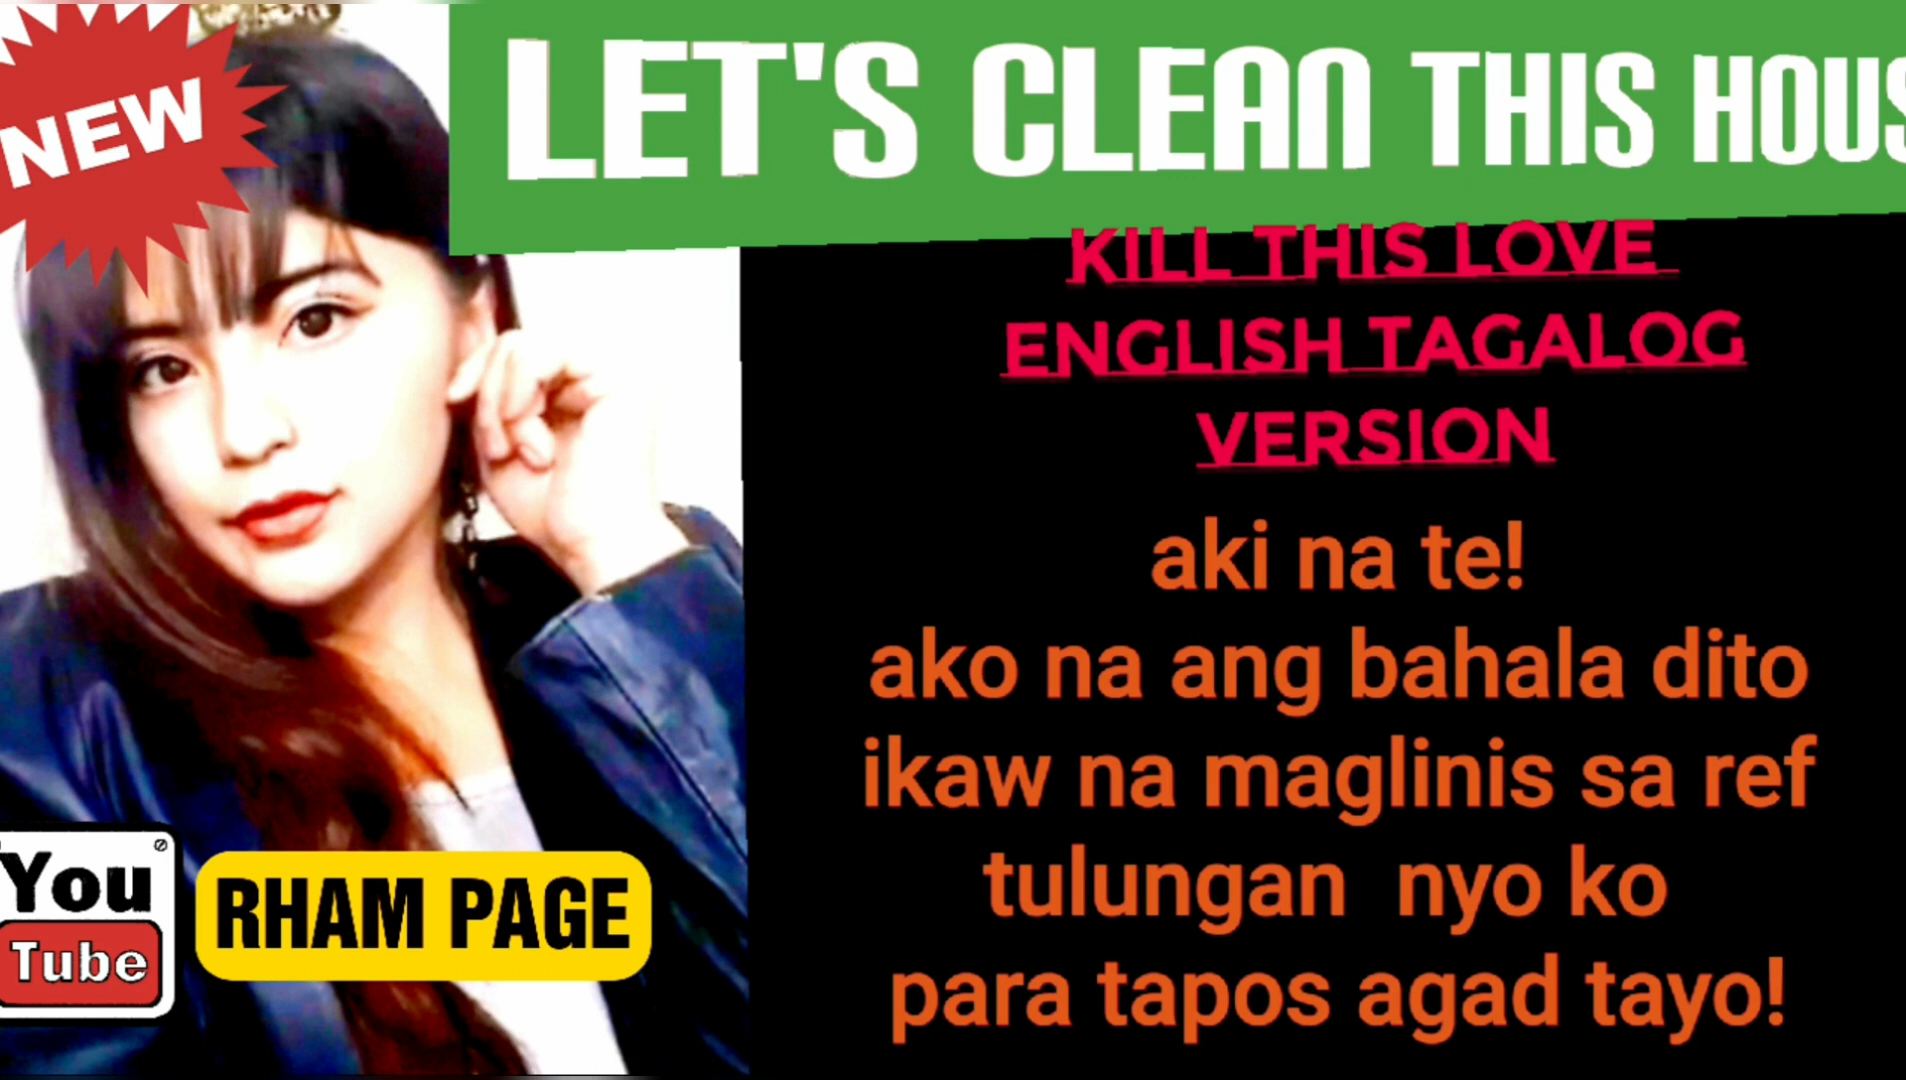 NEW
LET'S CLEAN THIS HOUS
KILL THIS LOVE
ENGLISH TAGALOG
VERSION
aki na te!
ako na ang bahala dito
ikaw na maglinis sa ref
tulungan nyo ko
para tapos agad tayo!
You
Tube
RHAM PAGE